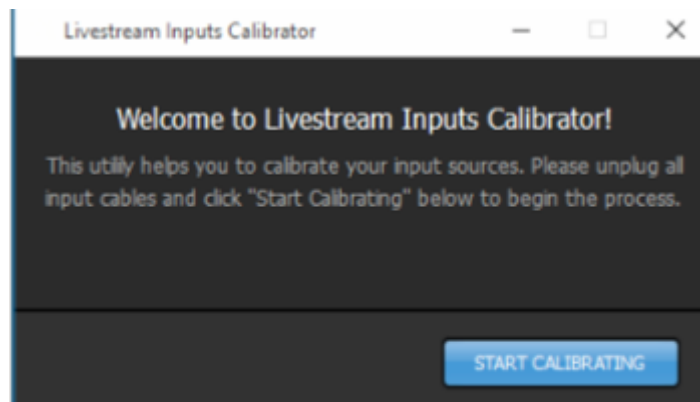 Livestream Inputs Calibrator
Welcome to Livestream Inputs Calibrator!
This utility helps you to calibrate your input sources. Please unplug all
input cables and click "Start Calibrating" below to begin the process.
START CALIBRATING